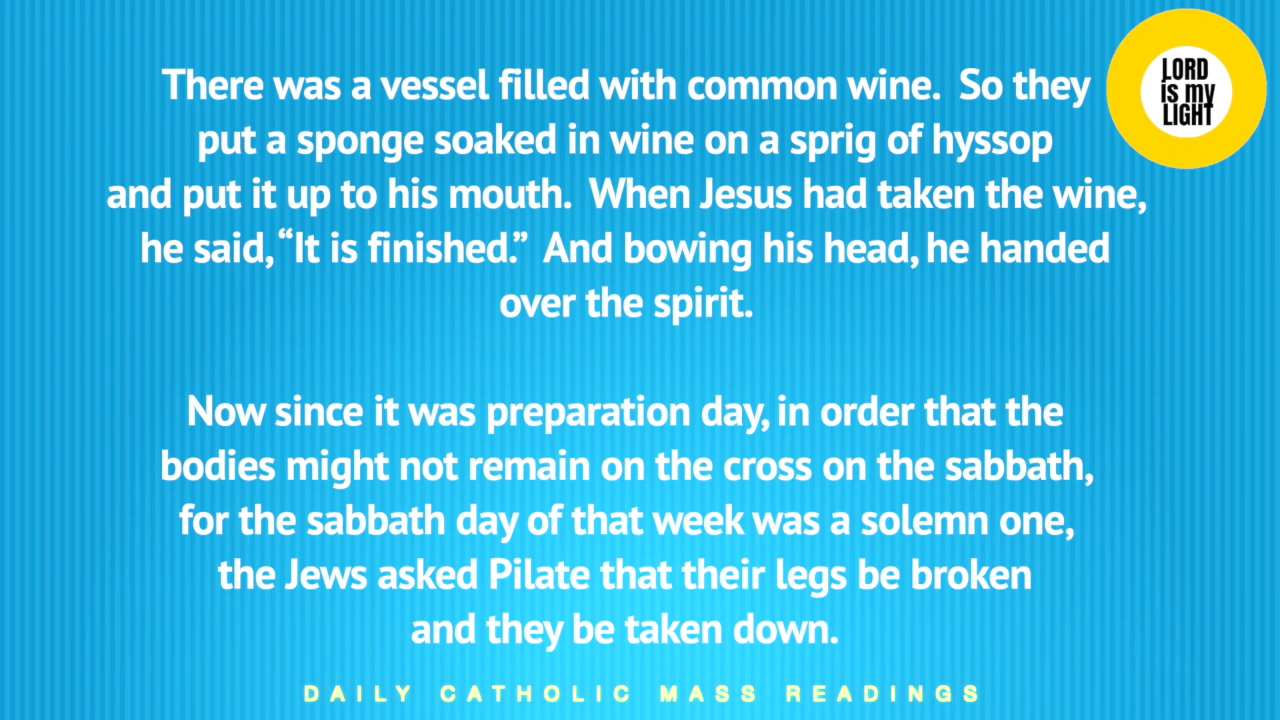 There was a vessel filled with common wine.  So they
put a sponge soaked in wine on a sprig of hyssop
and put it up to his mouth.  When Jesus had taken the wine,
he said, “It is finished.”  And bowing his head, he handed
over the spirit.
Now since it was preparation day, in order that the
bodies might not remain on the cross on the sabbath,
for the sabbath day of that week was a solemn one,
the Jews asked Pilate that their legs be broken
and they be taken down.
DAILY CATHOLIC MASS READINGS
LORD
is my
LIGHT